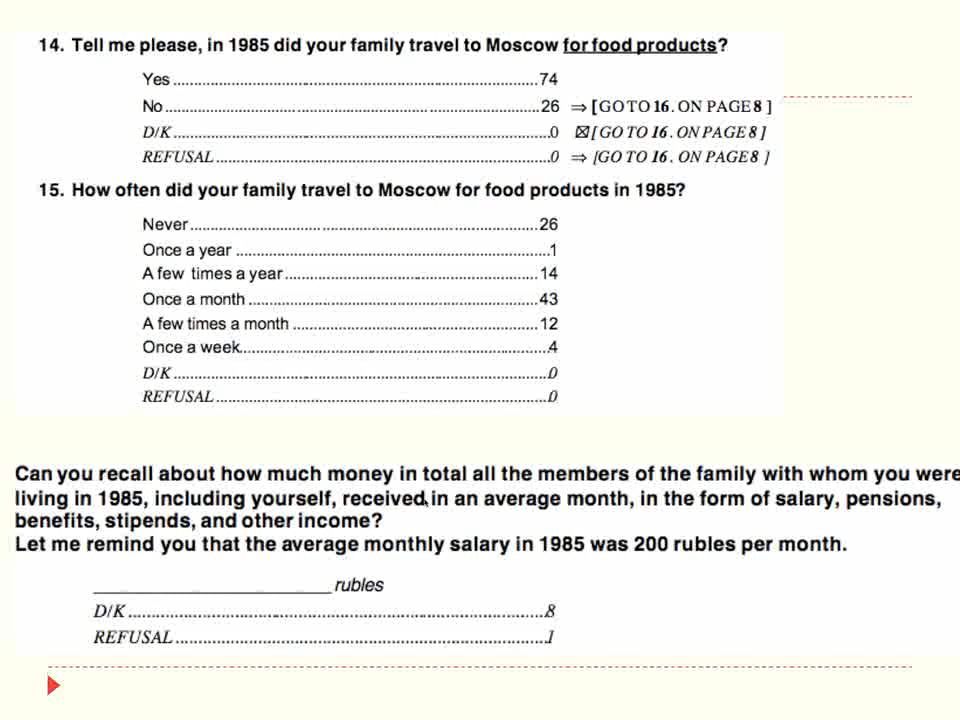 14. Tell me please, in 1985 did your family travel to Moscow for food products?
Yes ........................................................................74
No ..........................................................................26 ⇒ [GO TO 16. ON PAGE 8 ]
D/K .........................................................................0 ☒[ GO TO 16. ON PAGE 8 ]
REFUSAL .................................................................0 ⇒ [GO TO 16. ON PAGE 8 ]
15. How often did your family travel to Moscow for food products in 1985?
Never .....................................................................26
Once a year .............................................................1
A few times a year ..................................................14
Once a month .........................................................43
A few times a month ................................................12
Once a week............................................................4
D/K .........................................................................0
REFUSAL .................................................................0
Can you recall about how much money in total all the members of the family with whom you were
living in 1985, including yourself, received,in an average month, in the form of salary, pensions,
benefits, stipends, and other income?
Let me remind you that the average monthly salary in 1985 was 200 rubles per month.
________________________ rubles
D/K...................................................................................8
REFUSAL .........................................................................1